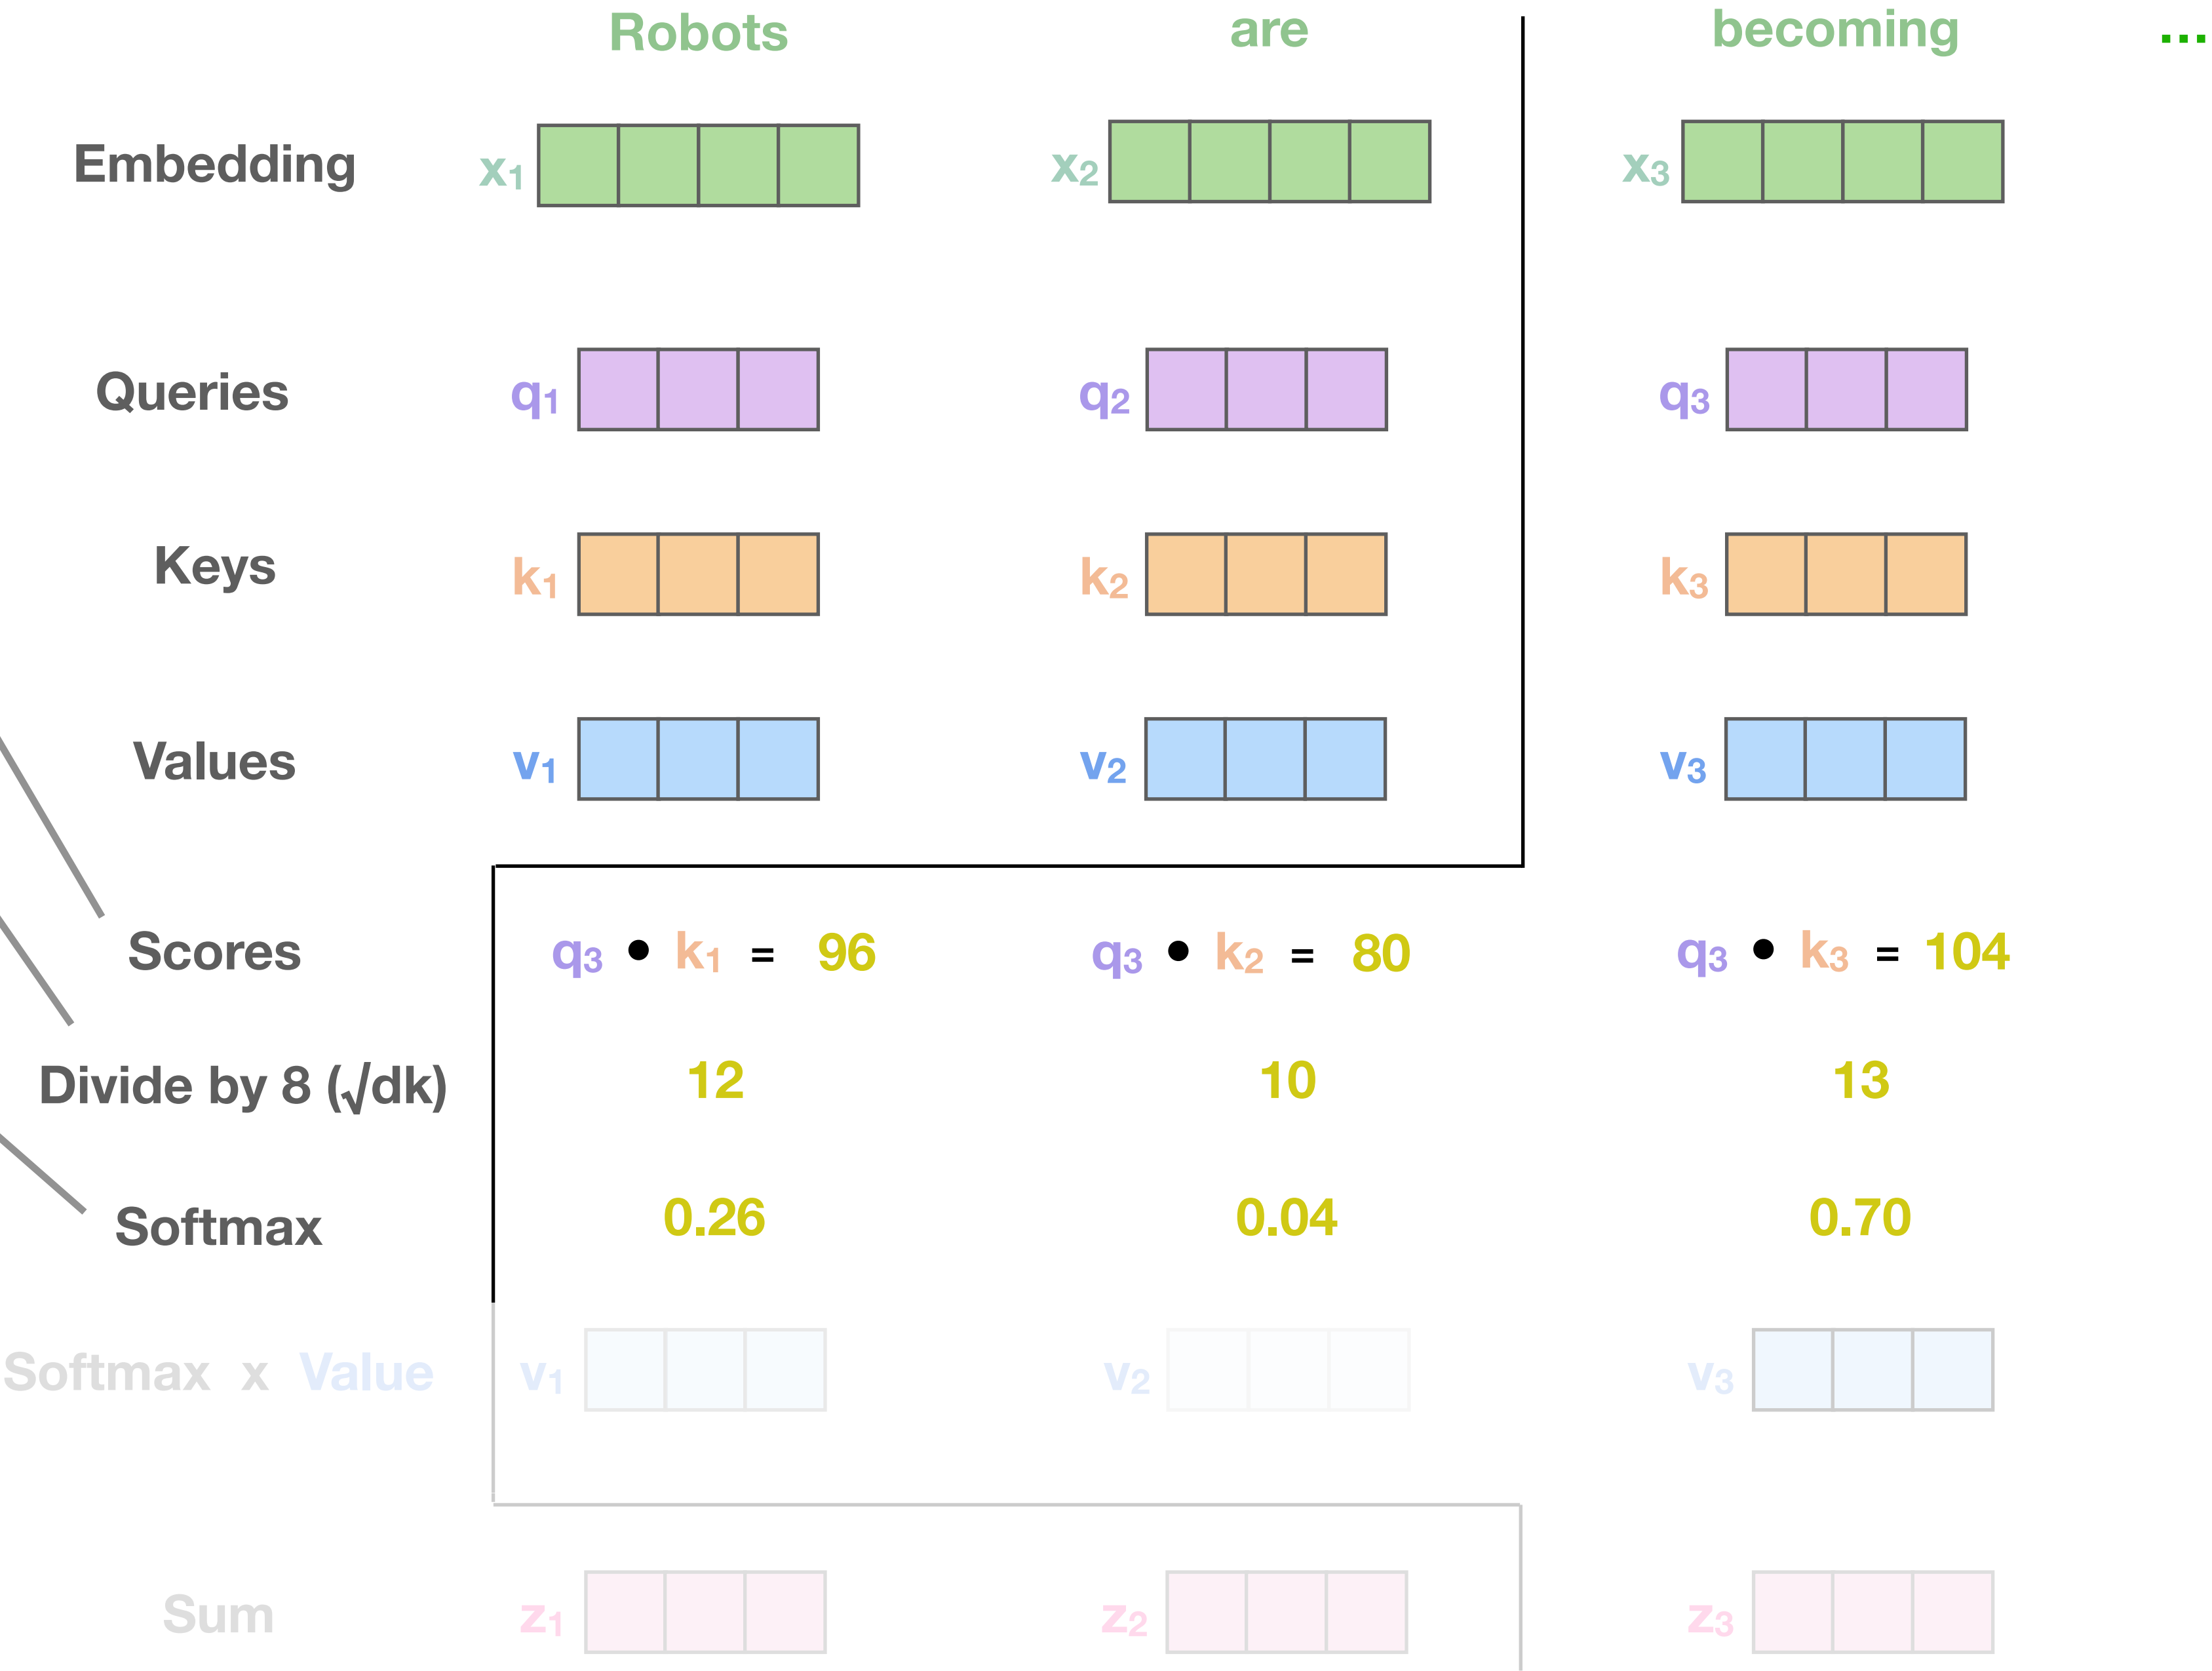 Robots are becoming ...
Embedding x1 x2 x3
Queries q1 q2 q3
Keys k1 k2 k3
Values v1 v2 v3
Scores q3 • k1 = 96 q3 • k2 = 80 q3 • k3 = 104
Divide by 8 (√dk) 12 10 13
Softmax 0.26 0.04 0.70
Softmax x Value v1 v2 v3
Sum z1 z2 z3